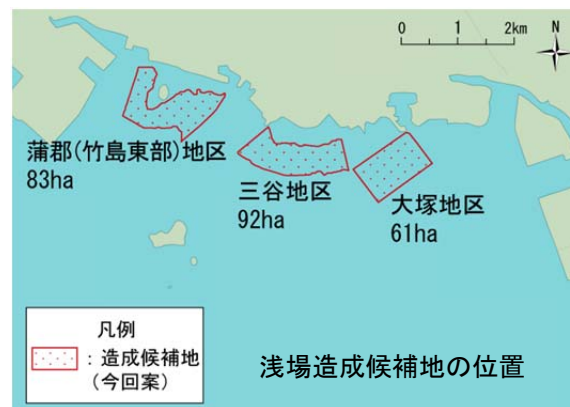 0 1 2km
N
蒲郡(竹島東部)地区
83ha
三谷地区
92ha
大塚地区
61ha
凡例
：造成候補地
(今回案)
浅場造成候補地の位置